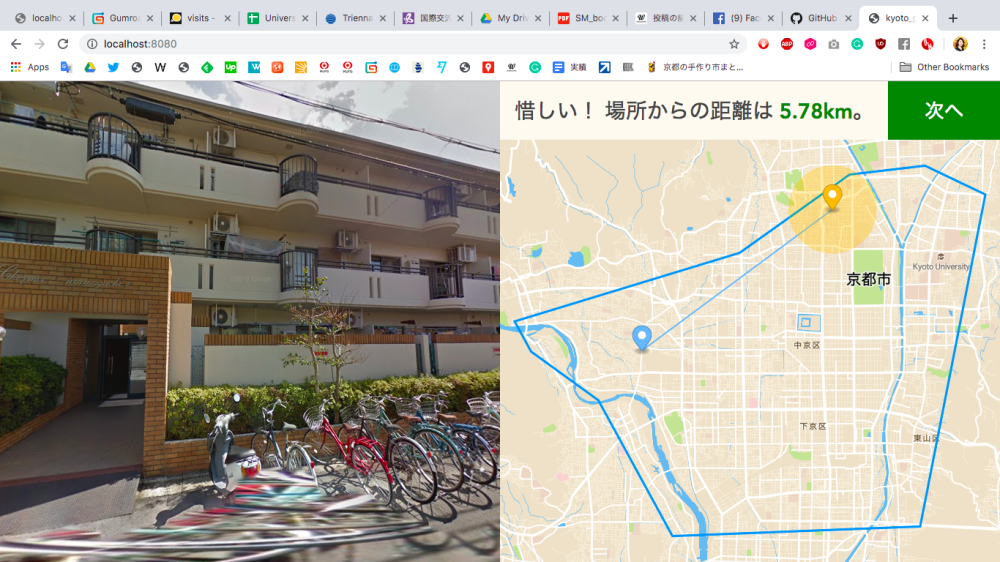 localho
Gumroa
visits -
Univers
Trienna
国際交流
My Driv
SM_boo
投稿の編
(9) Face
GitHub
kyoto_g
localhost:8080
Apps
実績
京都の手作り市まと...
Other Bookmarks
惜しい！ 場所からの距離は 5.78km。
次へ
Kyoto University
京都市
中京区
下京区
東山区